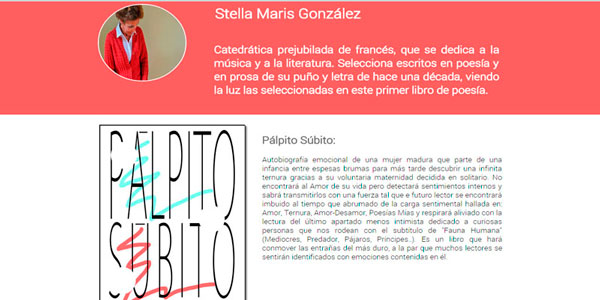 Stella Maris González
Catedrática prejubilada de francés, que se dedica a la
música y a la literatura. Selecciona escritos en poesía y
en prosa de su puño y letra de hace una década, viendo
la luz las seleccionadas en este primer libro de poesía.
PÁLPITO
SÚBITO
Pálpito Súbito:
Autobiografía emocional de una mujer madura que parte de una
infancia entre espesas brumas para más tarde descubrir una infinita
ternura gracias a su voluntaria maternidad decidida en solitario. No
encontrará al Amor de su vida pero detectará sentimientos internos y
sabrá transmitirlos con una fuerza tal que el futuro lector se encontrará
imbuido al tiempo que abrumado de la carga sentimental hallada en:
Amor, Ternura, Amor-Desamor, Poesías Mías y respirará aliviado con la
lectura del último apartado menos intimista dedicado a curiosas
personas que nos rodean con el subtítulo de "Fauna Humana"
(Mediocres, Predador, Pájaros, Príncipes..). Es un libro que hará
conmover las entrañas del más duro, a la par que muchos lectores se
sentirán identificados con emociones contenidas en él.